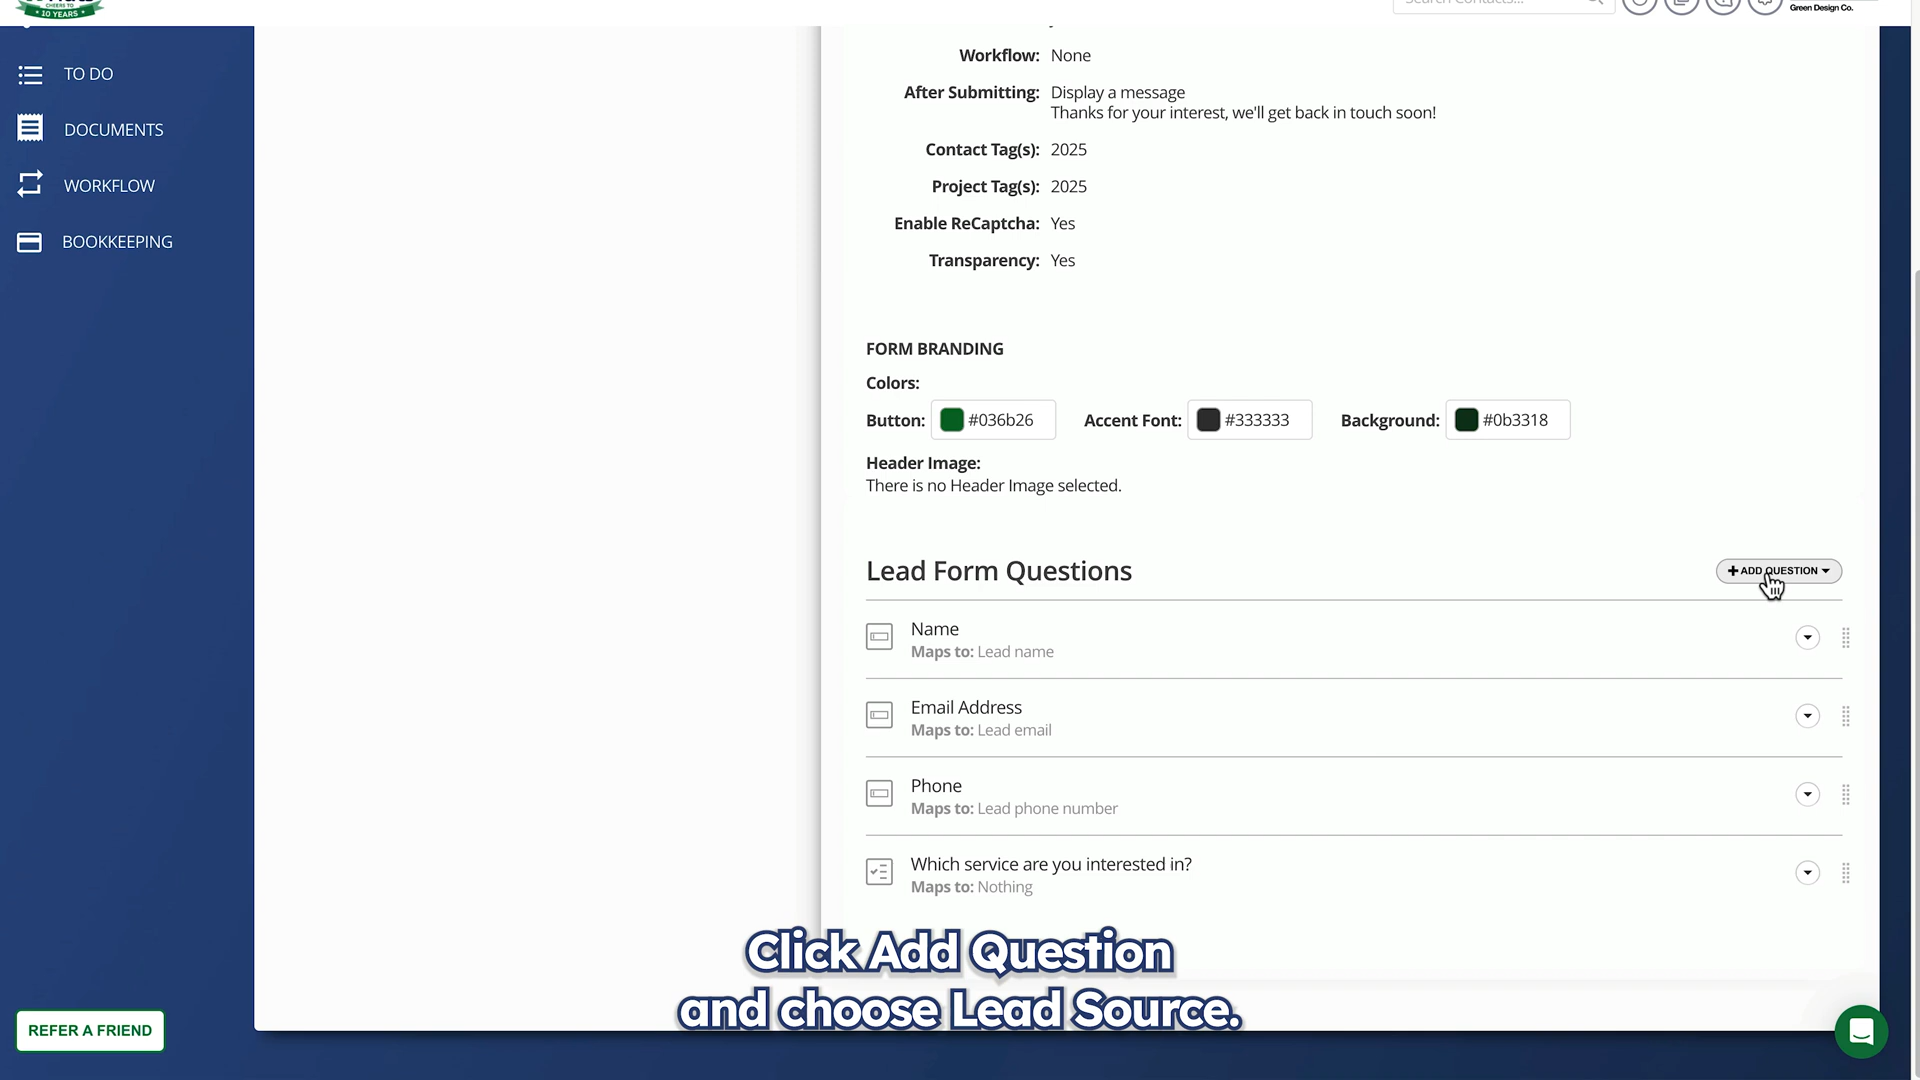 CHEERS TO
10 YEARS
Green Design Co.
TO DO
DOCUMENTS
WORKFLOW
BOOKKEEPING
Workflow: None
After Submitting: Display a message
Thanks for your interest, we'll get back in touch soon!
Contact Tag(s): 2025
Project Tag(s): 2025
Enable ReCaptcha: Yes
Transparency: Yes
FORM BRANDING
Colors:
Button: #036b26 Accent Font: #333333 Background: #0b3318
Header Image:
There is no Header Image selected.
Lead Form Questions
ADD QUESTION
Name
Maps to: Lead name
Email Address
Maps to: Lead email
Phone
Maps to: Lead phone number
Which service are you interested in?
Maps to: Nothing
Click Add Question
and choose Lead Source.
REFER A FRIEND